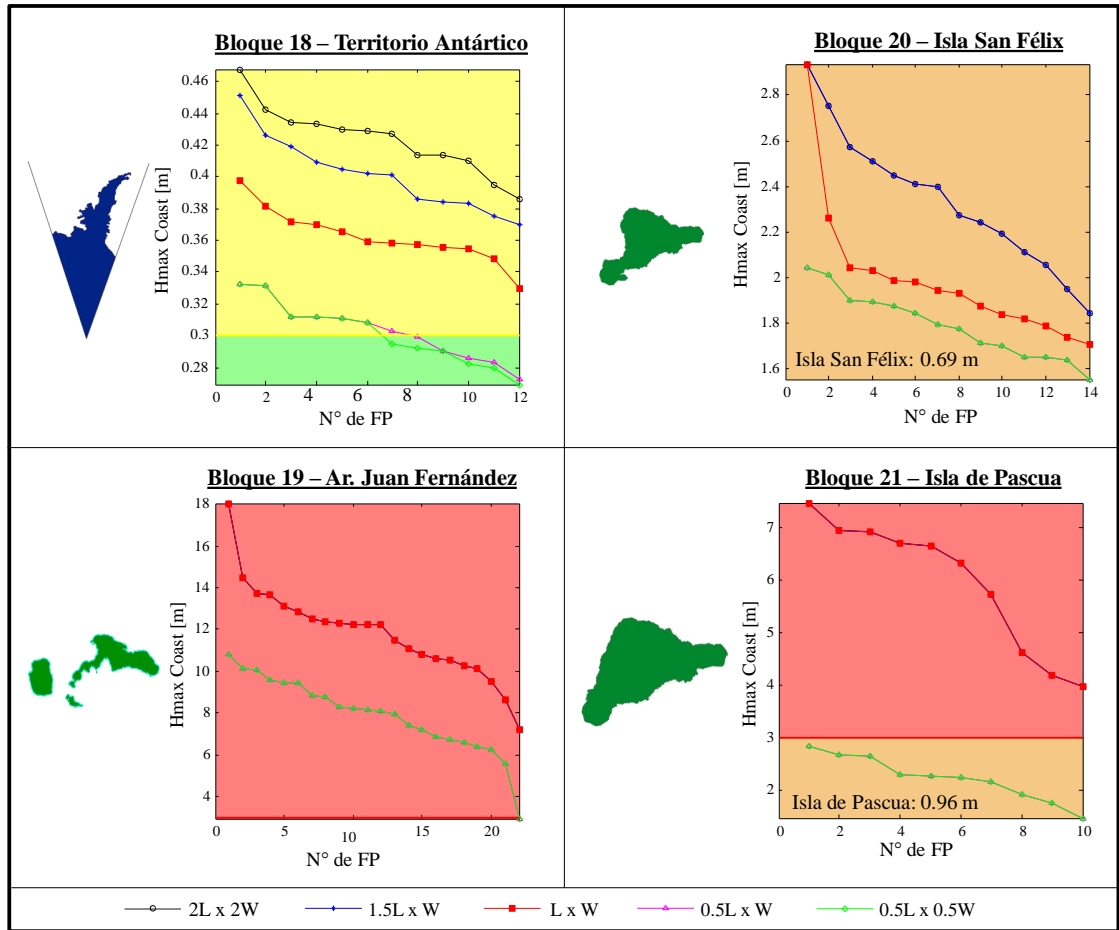 Bloque 18 – Territorio Antártico
Hmax Coast [m]
0.46
0.44
0.42
0.4
0.38
0.36
0.34
0.32
0.3
0.28
0 2 4 6 8 10 12
N° de FP
Bloque 20 – Isla San Félix
Hmax Coast [m]
2.8
2.6
2.4
2.2
2
1.8
1.6
Isla San Félix: 0.69 m
0 2 4 6 8 10 12 14
N° de FP
Bloque 19 – Ar. Juan Fernández
Hmax Coast [m]
18
16
14
12
10
8
6
4
0 5 10 15 20
N° de FP
Bloque 21 – Isla de Pascua
Hmax Coast [m]
7
6
5
4
3
2
Isla de Pascua: 0.96 m
0 2 4 6 8 10
N° de FP
2L x 2W 1.5L x W L x W 0.5L x W 0.5L x 0.5W